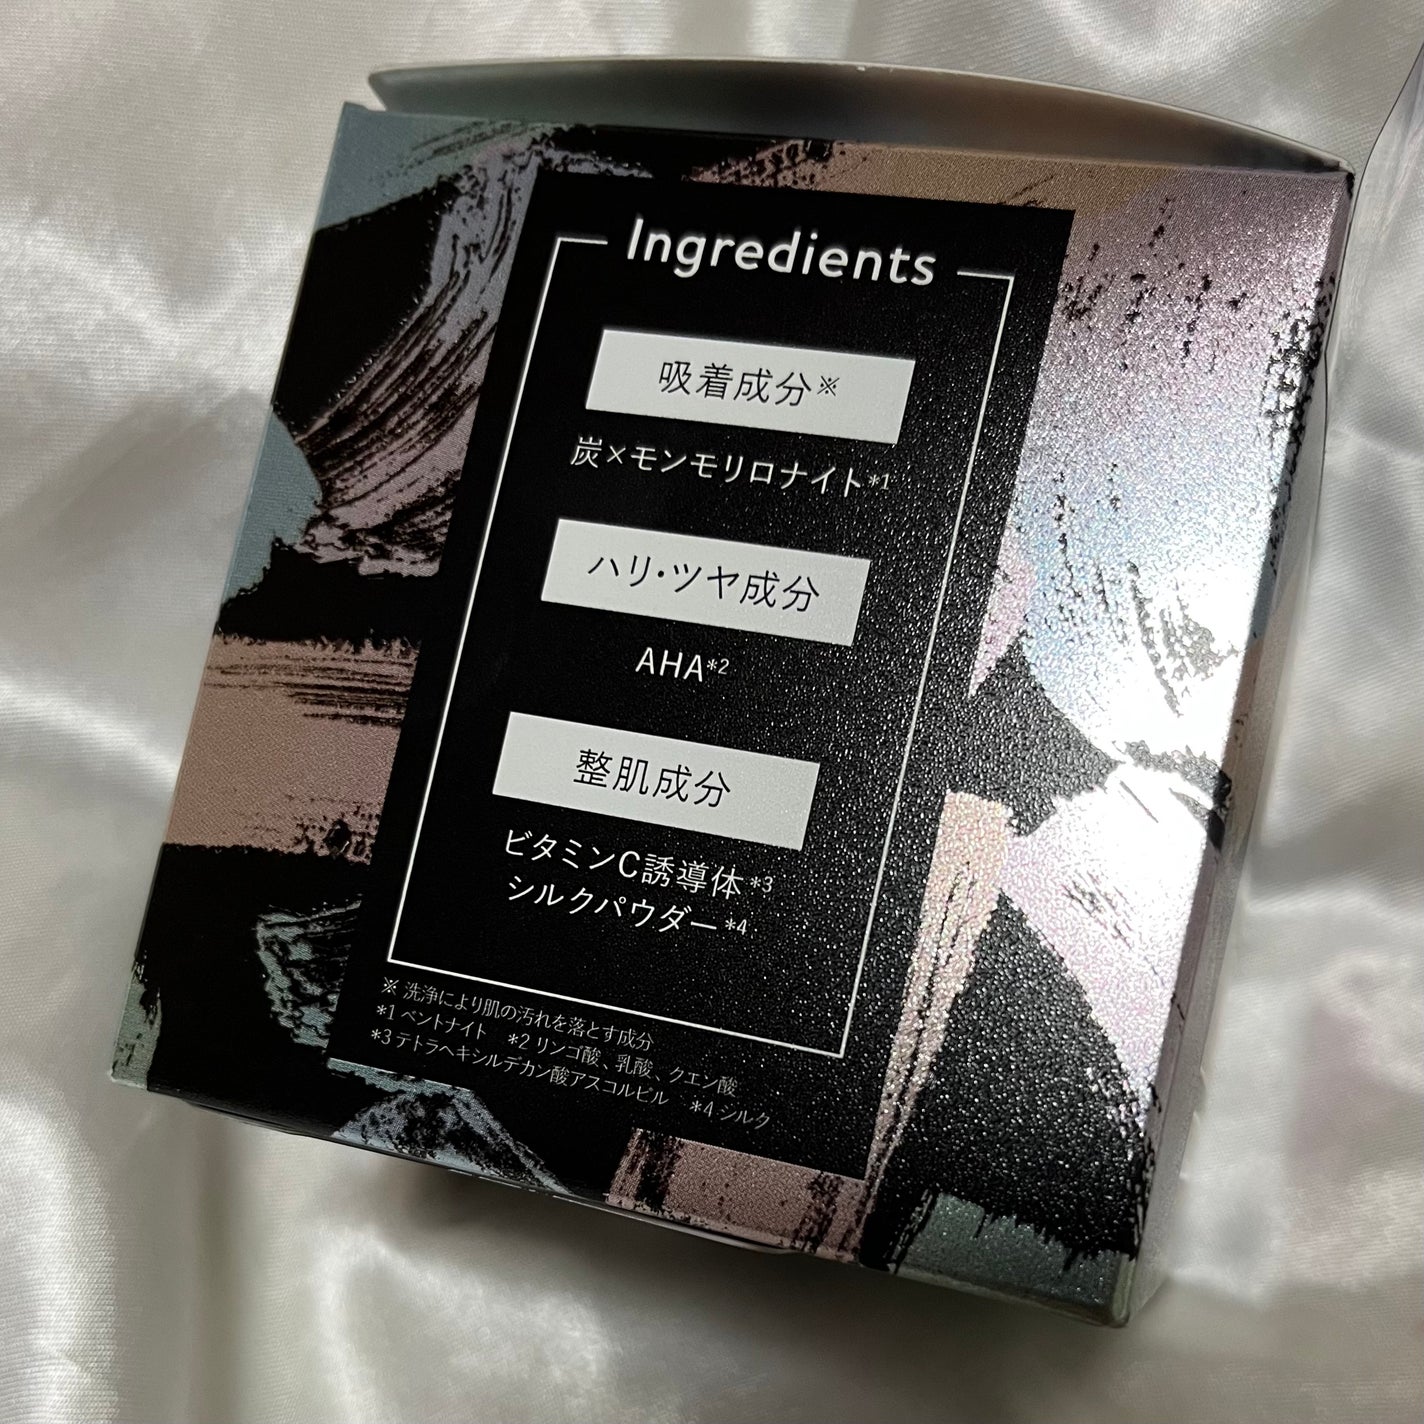 Ingredients
吸着成分※
炭×モンモリロナイト*1
ハリ・ツヤ成分
AHA*2
整肌成分
ビタミンC誘導体*3
シルクパウダー*4
※ 洗浄により肌の汚れを落とす成分
*1 ベントナイト *2 リンゴ酸、乳酸、クエン酸
*3 テトラヘキシルデカン酸アスコルビル *4 シルク